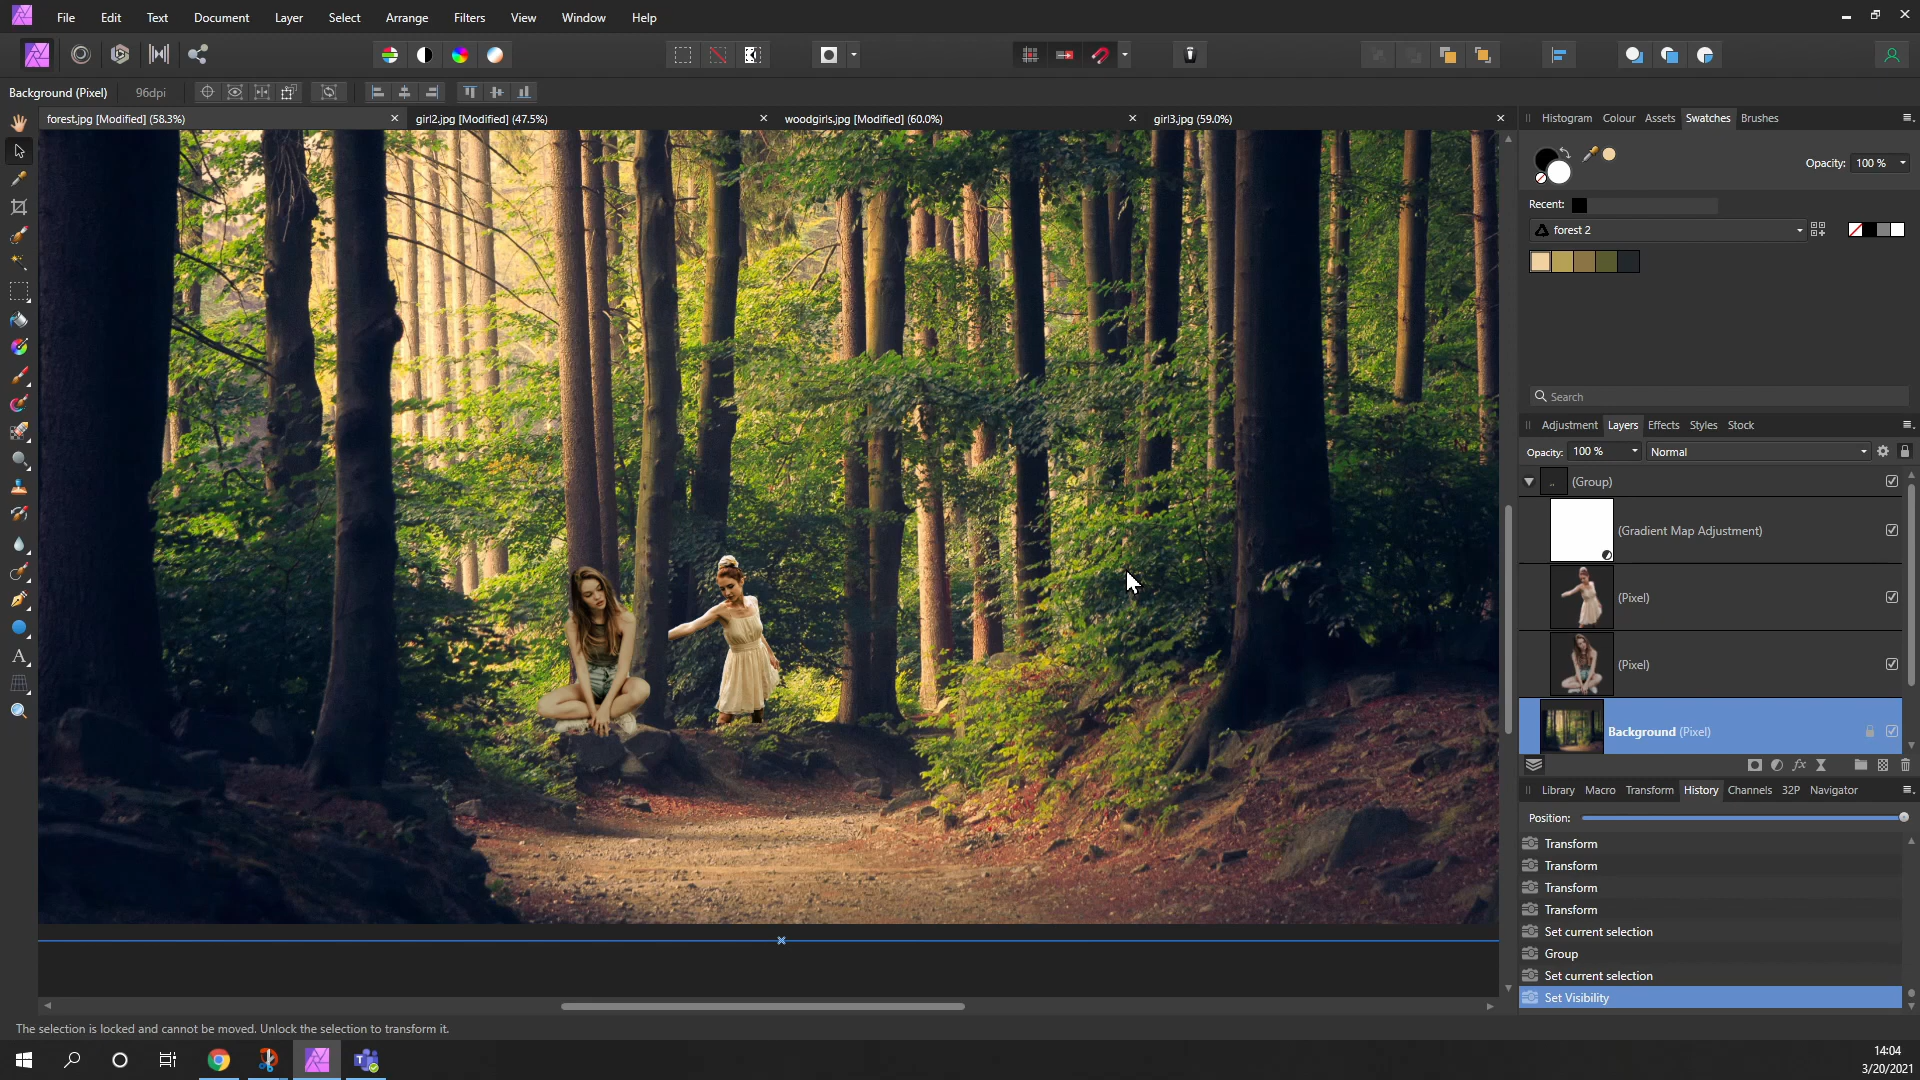 File Edit Text Document Layer Select Arrange Filters View Window Help
Background (Pixel) 96dpi
forest.jpg [Modified] (58.3%) girl2.jpg [Modified] (47.5%) woodgirls.jpg [Modified] (60.0%) girl3.jpg (59.0%)
Histogram Colour Assets Swatches Brushes
Opacity: 100 %
Recent:
forest 2
Search
Adjustment Layers Effects Styles Stock
Opacity: 100 % Normal
(Group)
(Gradient Map Adjustment)
(Pixel)
(Pixel)
Background (Pixel)
Library Macro Transform History Channels 32P Navigator
Position:
Transform
Transform
Transform
Transform
Set current selection
Group
Set current selection
Set Visibility
The selection is locked and cannot be moved. Unlock the selection to transform it.
14:04
3/20/2021